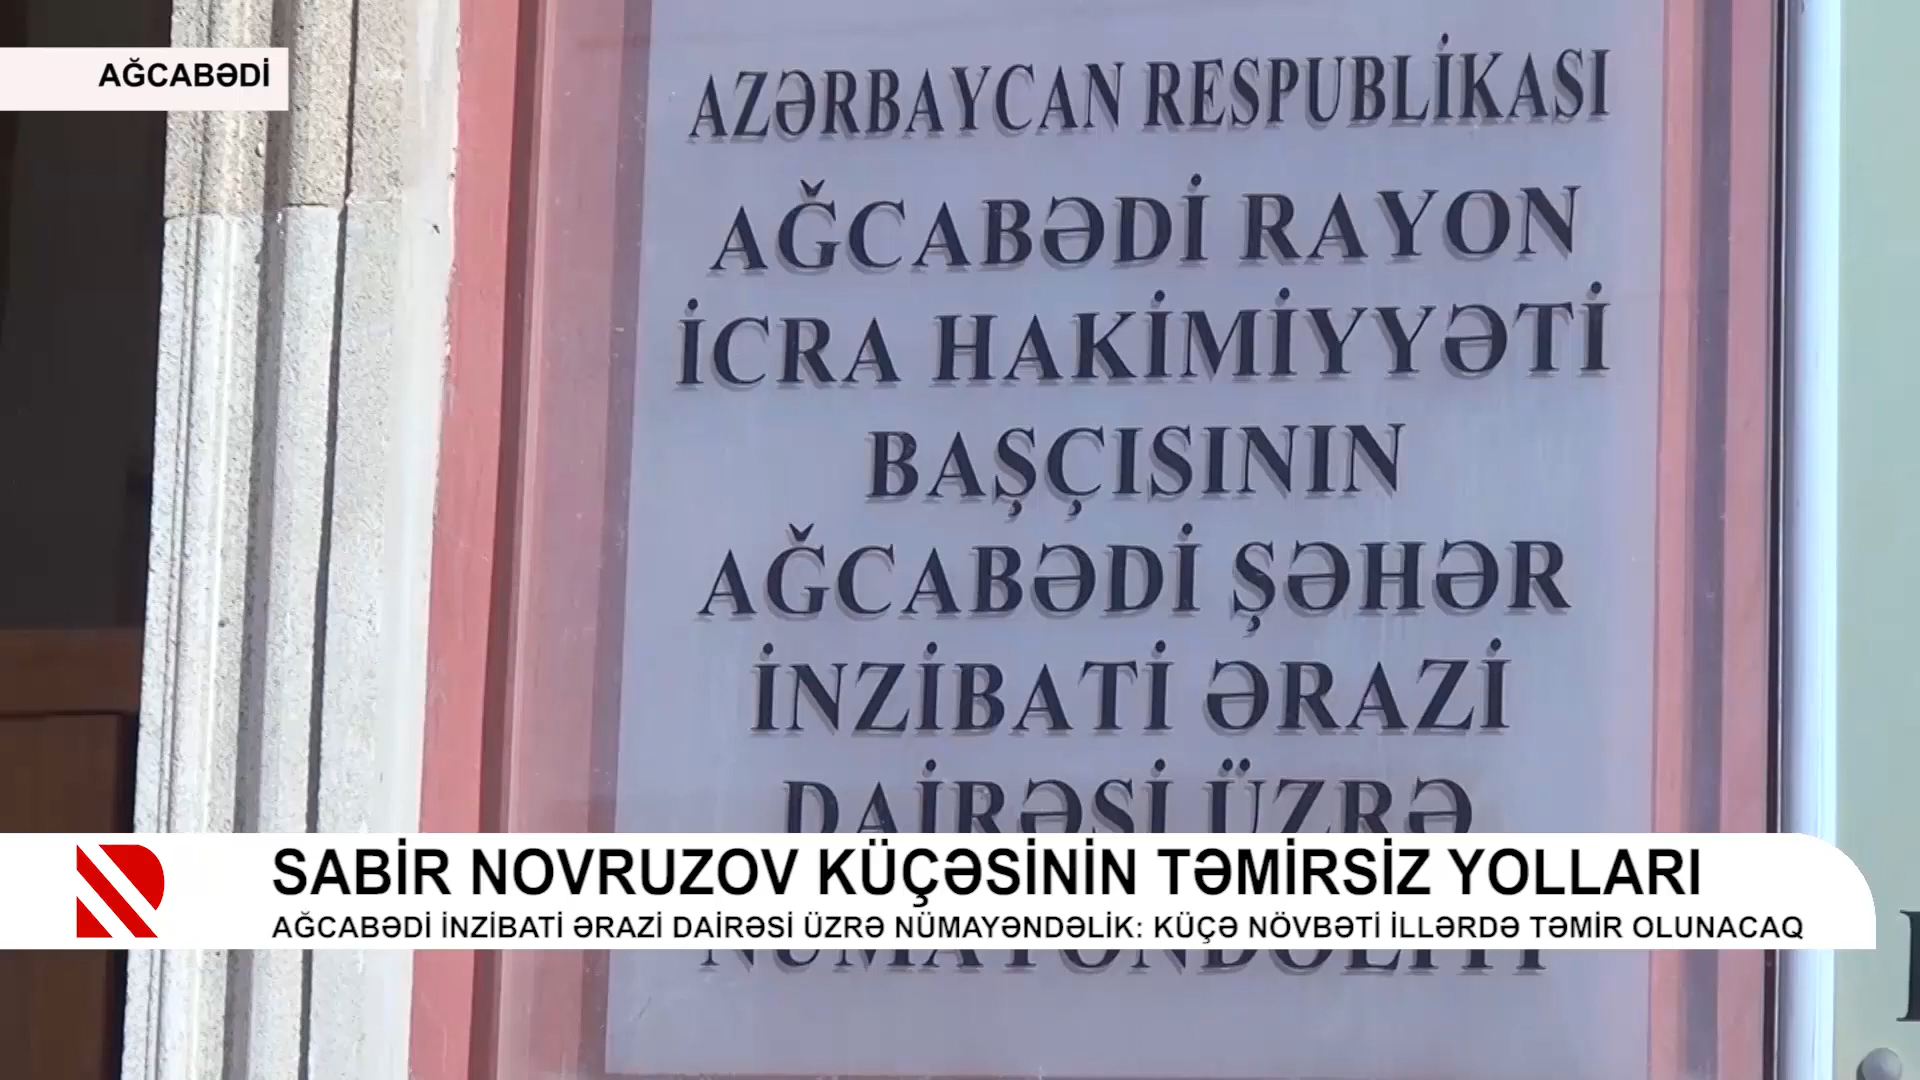 AĞCABƏDİ
AZƏRBAYCAN RESPUBLİKASI
AĞCABƏDİ RAYON
İCRA HAKİMİYYƏTİ
BAŞÇISININ
AĞCABƏDİ ŞƏHƏR
İNZİBATİ ƏRAZİ
DAİRƏSİ ÜZRƏ
SABİR NOVRUZOV KÜÇƏSİNİN TƏMİRSİZ YOLLARI
AĞCABƏDİ İNZİBATİ ƏRAZİ DAİRƏSİ ÜZRƏ NÜMAYƏNDƏLİK: KÜÇƏ NÖVBƏTİ İLLƏRDƏ TƏMİR OLUNACAQ